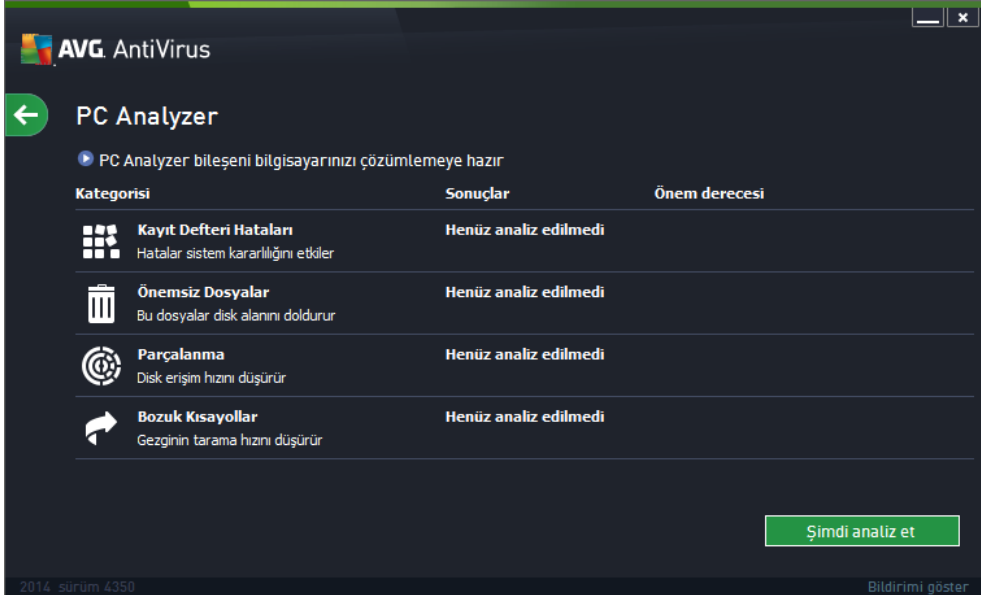 AVG. AntiVirus
PC Analyzer
PC Analyzer bileşeni bilgisayarınızı çözümlemeye hazır
Kategorisi Sonuçlar Önem derecesi
Kayıt Defteri Hataları Henüz analiz edilmedi
Hatalar sistem kararlılığını etkiler
Önemsiz Dosyalar Henüz analiz edilmedi
Bu dosyalar disk alanını doldurur
Parçalanma Henüz analiz edilmedi
Disk erişim hızını düşürür
Bozuk Kısayollar Henüz analiz edilmedi
Gezginin tarama hızını düşürür
Şimdi analiz et
2014 sürüm 4350 Bildirimi göster